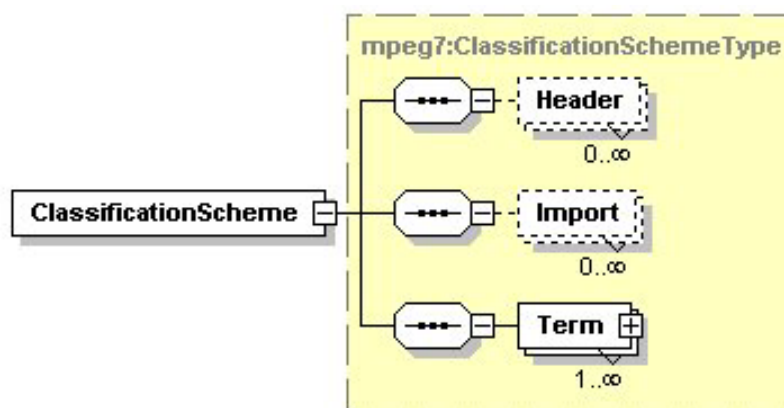 mpeg7:ClassificationSchemeType
Header
0..∞
ClassificationScheme
Import
0..∞
Term
1..∞